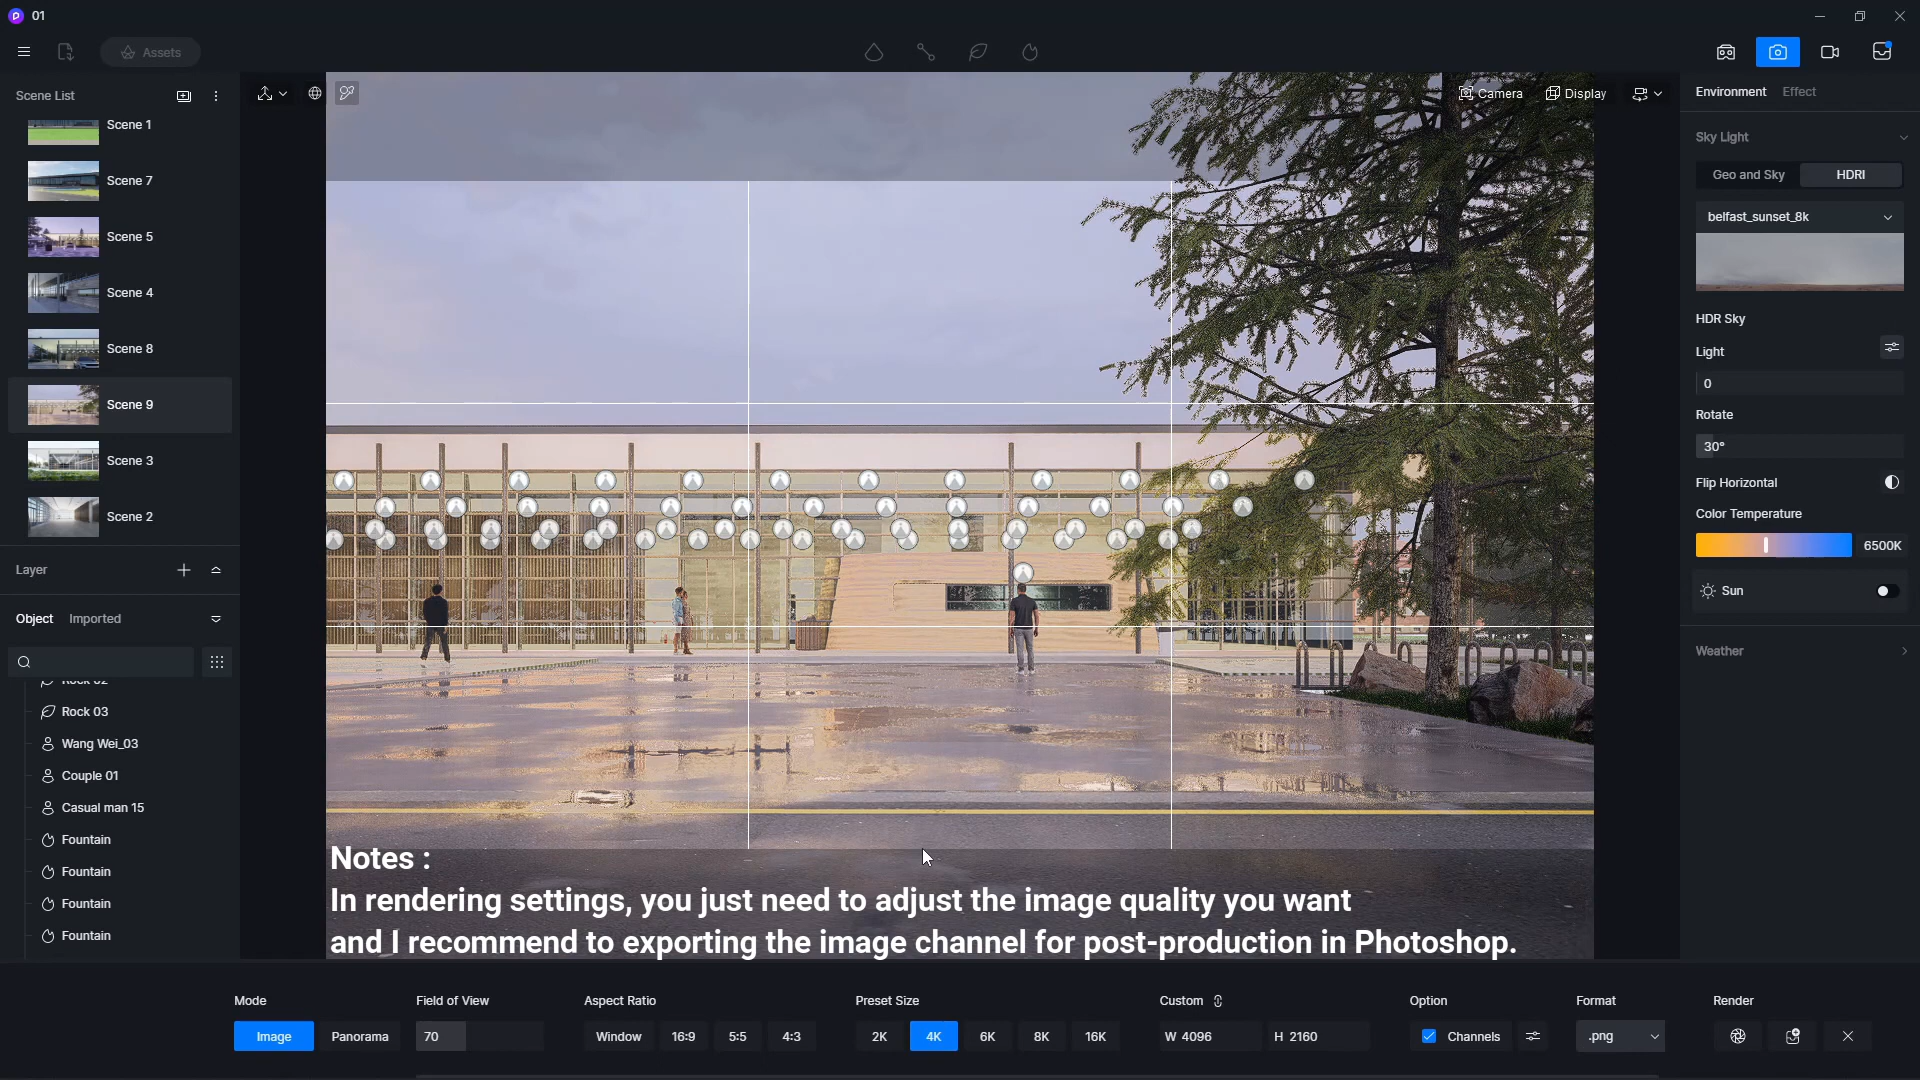 01
Assets
Scene List
Scene 1
Scene 7
Scene 5
Scene 4
Scene 8
Scene 9
Scene 3
Scene 2
Layer
Object Imported
Rock 02
Rock 03
Wang Wei_03
Couple 01
Casual man 15
Fountain
Fountain
Fountain
Fountain
Camera Display
Notes :
In rendering settings, you just need to adjust the image quality you want
and I recommend to exporting the image channel for post-production in Photoshop.
Environment Effect
Sky Light
Geo and Sky HDRI
belfast_sunset_8k
HDR Sky
Light
0
Rotate
30°
Flip Horizontal
Color Temperature
6500K
Sun
Weather
Mode Field of View Aspect Ratio Preset Size Custom Option Format Render
Image Panorama 70 Window 16:9 5:5 4:3 2K 4K 6K 8K 16K W 4096 H 2160 Channels .png